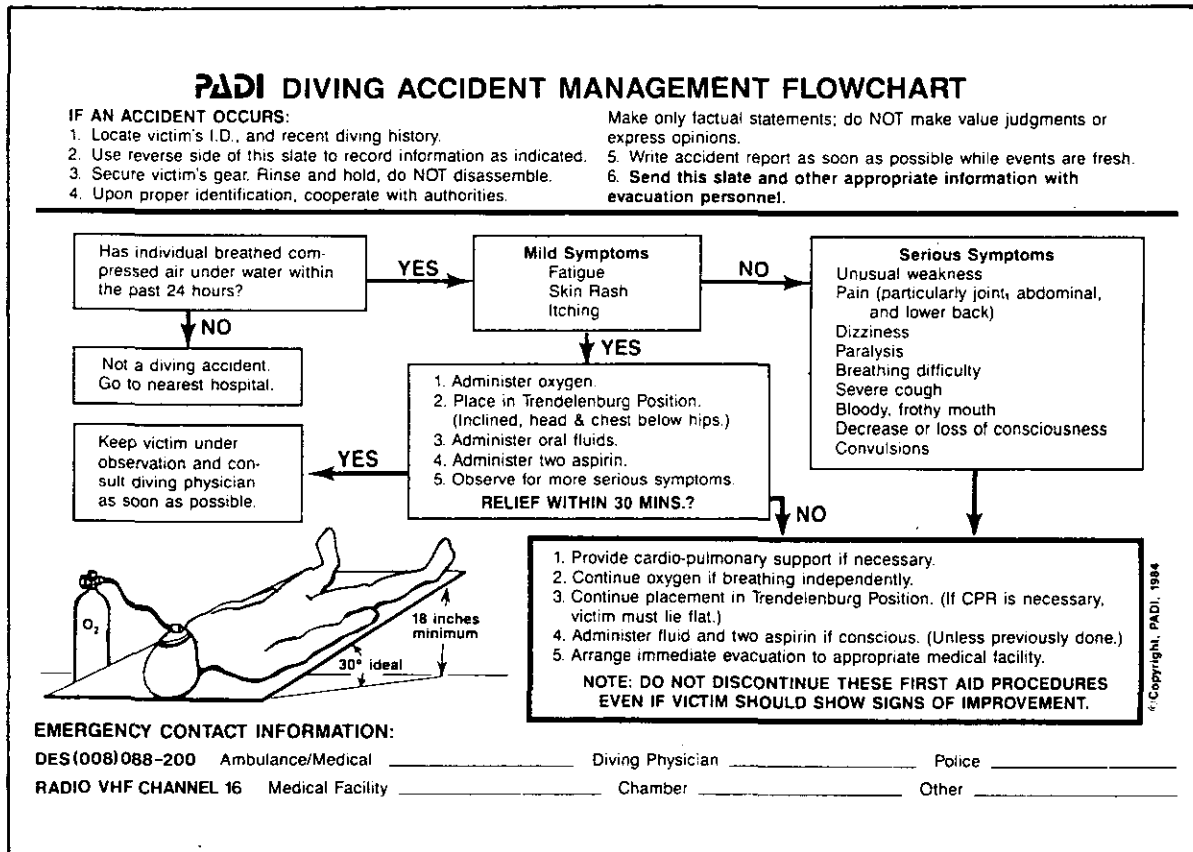 PADI DIVING ACCIDENT MANAGEMENT FLOWCHART
IF AN ACCIDENT OCCURS:
1. Locate victim's I.D., and recent diving history.
2. Use reverse side of this slate to record information as indicated.
3. Secure victim's gear. Rinse and hold, do NOT disassemble.
4. Upon proper identification, cooperate with authorities.
Make only factual statements; do NOT make value judgments or
express opinions.
5. Write accident report as soon as possible while events are fresh.
6. Send this slate and other appropriate information with
evacuation personnel.
Has individual breathed com-
pressed air under water within
the past 24 hours?
YES
NO
Not a diving accident.
Go to nearest hospital.
Mild Symptoms
Fatigue
Skin Rash
Itching
NO
YES
Serious Symptoms
Unusual weakness
Pain (particularly joint, abdominal,
and lower back)
Dizziness
Paralysis
Breathing difficulty
Severe cough
Bloody, frothy mouth
Decrease or loss of consciousness
Convulsions
1. Administer oxygen.
2. Place in Trendelenburg Position.
(Inclined, head & chest below hips.)
3. Administer oral fluids.
4. Administer two aspirin.
5. Observe for more serious symptoms.
RELIEF WITHIN 30 MINS.?
YES
Keep victim under
observation and con-
sult diving physician
as soon as possible.
NO
1. Provide cardio-pulmonary support if necessary.
2. Continue oxygen if breathing independently.
3. Continue placement in Trendelenburg Position. (If CPR is necessary,
victim must lie flat.)
4. Administer fluid and two aspirin if conscious. (Unless previously done.)
5. Arrange immediate evacuation to appropriate medical facility.
NOTE: DO NOT DISCONTINUE THESE FIRST AID PROCEDURES
EVEN IF VICTIM SHOULD SHOW SIGNS OF IMPROVEMENT.
©Copyright, PADI, 1984
O2
18 inches
minimum
30° ideal
EMERGENCY CONTACT INFORMATION:
DES(008)088-200 Ambulance/Medical Diving Physician Police
RADIO VHF CHANNEL 16 Medical Facility Chamber Other